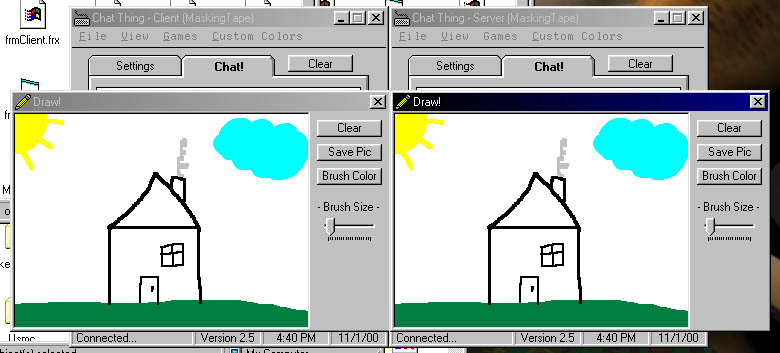 frmClient.frx
Chat Thing - Client (MaskingTape)
File View Games Custom Colors
Settings Chat! Clear
Draw!
Clear
Save Pic
Brush Color
- Brush Size -
Connected... Version 2.5 4:40 PM 11/1/00
Chat Thing - Server (MaskingTape)
File View Games Custom Colors
Settings Chat! Clear
Draw!
Clear
Save Pic
Brush Color
- Brush Size -
Connected... Version 2.5 4:40 PM 11/1/00
My Computer